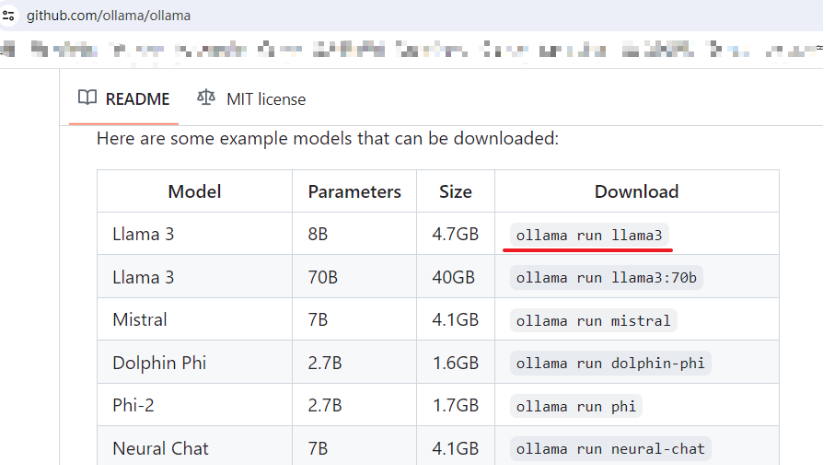 github.com/ollama/ollama
README MIT license
Here are some example models that can be downloaded:
Model Parameters Size Download
Llama 3 8B 4.7GB ollama run llama3
Llama 3 70B 40GB ollama run llama3:70b
Mistral 7B 4.1GB ollama run mistral
Dolphin Phi 2.7B 1.6GB ollama run dolphin-phi
Phi-2 2.7B 1.7GB ollama run phi
Neural Chat 7B 4.1GB ollama run neural-chat